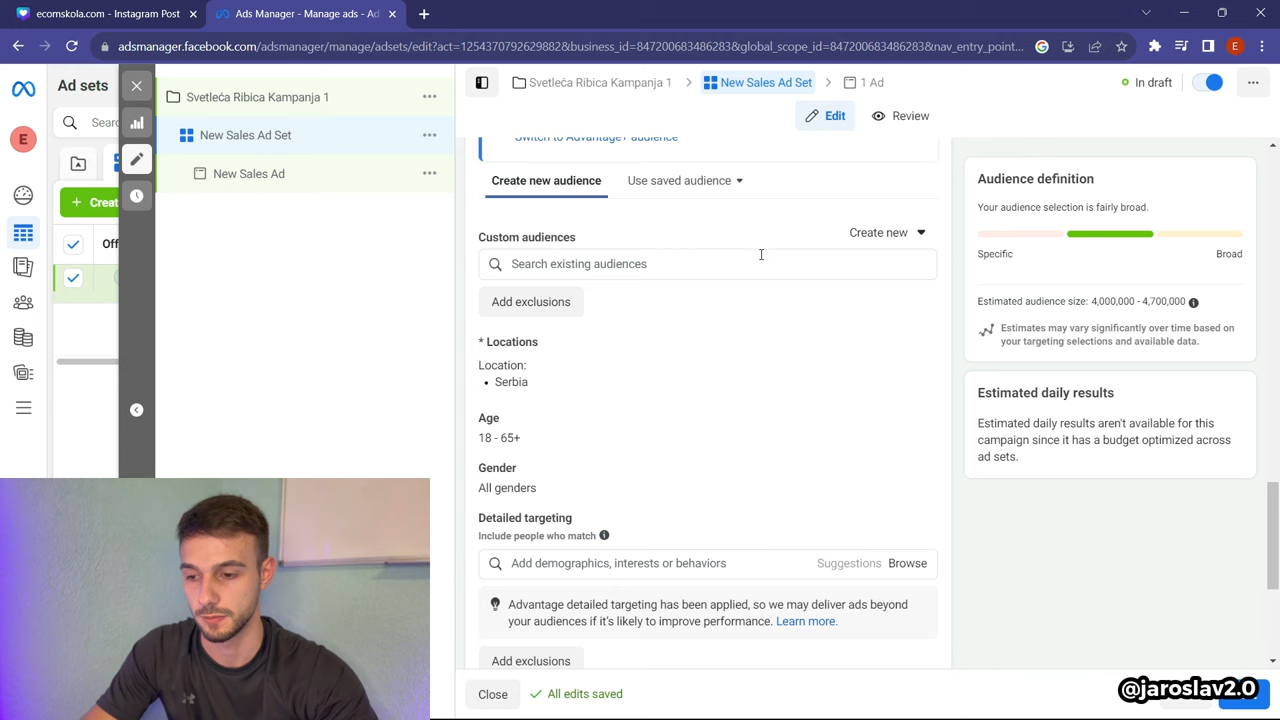 ecomskola.com - Instagram Post
Ads Manager - Manage ads - Ad
adsmanager.facebook.com/adsmanager/manage/adsets/edit?act=1254370792629882&business_id=847200683486283&global_scope_id=847200683486283&nav_entry_point...
E
Ad sets
Searc
Creat
Off
E
Svetleća Ribica Kampanja 1
New Sales Ad Set
New Sales Ad
Svetleća Ribica Kampanja 1
New Sales Ad Set
1 Ad
In draft
Edit
Review
Switch to Advantage+ audience
Create new audience
Use saved audience
Custom audiences
Create new
Search existing audiences
Add exclusions
* Locations
Location:
• Serbia
Age
18 - 65+
Gender
All genders
Detailed targeting
Include people who match
Add demographics, interests or behaviors
Suggestions
Browse
Advantage detailed targeting has been applied, so we may deliver ads beyond
your audiences if it's likely to improve performance. Learn more.
Add exclusions
Close
All edits saved
Audience definition
Your audience selection is fairly broad.
Specific
Broad
Estimated audience size: 4,000,000 - 4,700,000
Estimates may vary significantly over time based on
your targeting selections and available data.
Estimated daily results
Estimated daily results aren't available for this
campaign since it has a budget optimized across
ad sets.
@jaroslav2.0